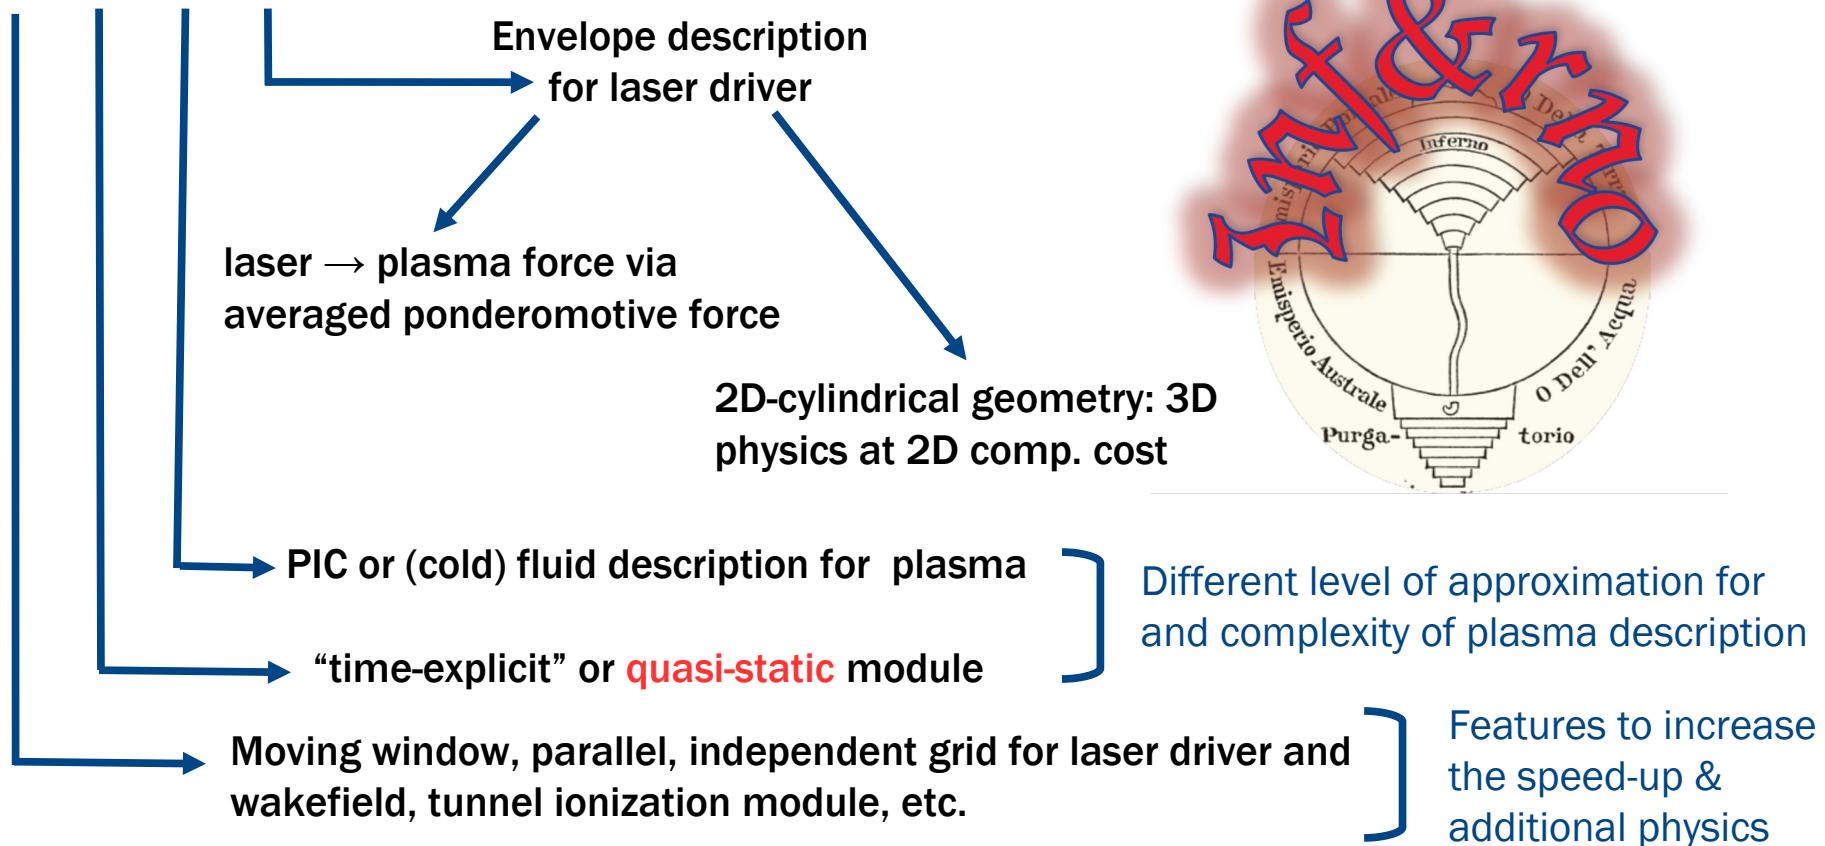 Envelope description
for laser driver
Inf&rno
Inferno
laser → plasma force via
averaged ponderomotive force
Emisperio Australe
O Dell' Acqua
2D-cylindrical geometry: 3D
physics at 2D comp. cost
Purga- torio
PIC or (cold) fluid description for plasma
Different level of approximation for
and complexity of plasma description
“time-explicit” or quasi-static module
Moving window, parallel, independent grid for laser driver and
wakefield, tunnel ionization module, etc.
Features to increase
the speed-up &
additional physics